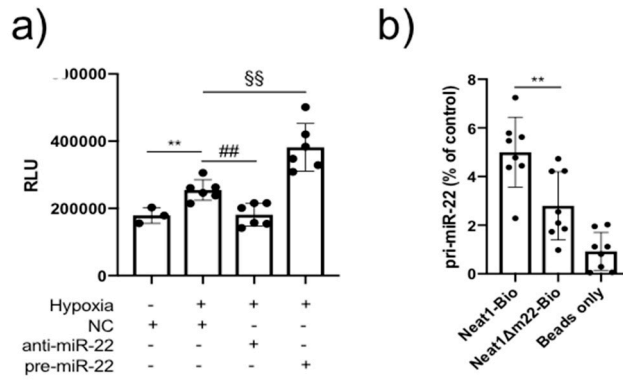 a)
§§
**
##
400000
200000
0
RLU
Hypoxia - + + +
NC + + - -
anti-miR-22 - - + -
pre-miR-22 - - - +
b)
**
8
6
4
2
0
pri-miR-22 (% of control)
Neat1-Bio
Neat1Δm22-Bio
Beads only